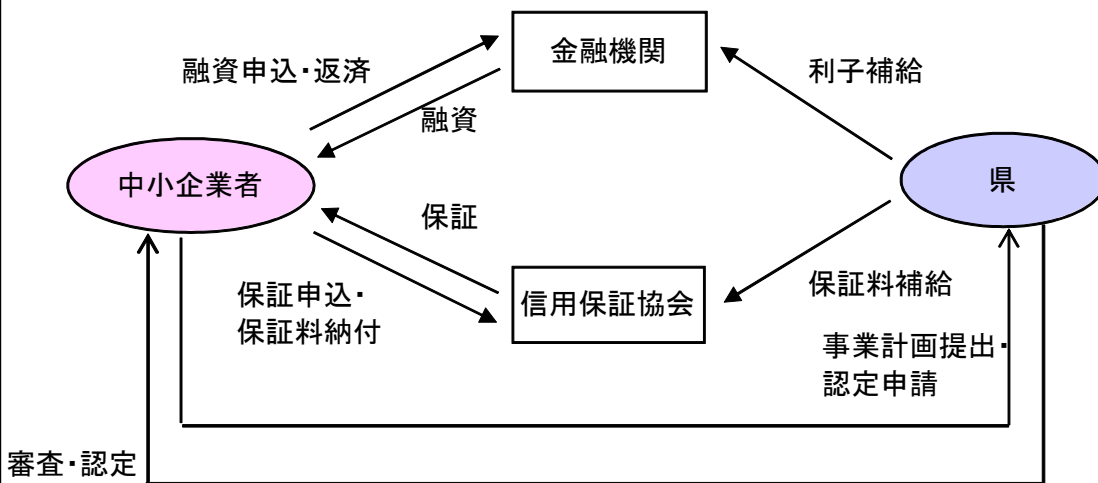 金融機関
融資申込・返済
利子補給
融資
中小企業者
県
保証
信用保証協会
保証料補給
保証申込・
保証料納付
事業計画提出・
認定申請
審査・認定